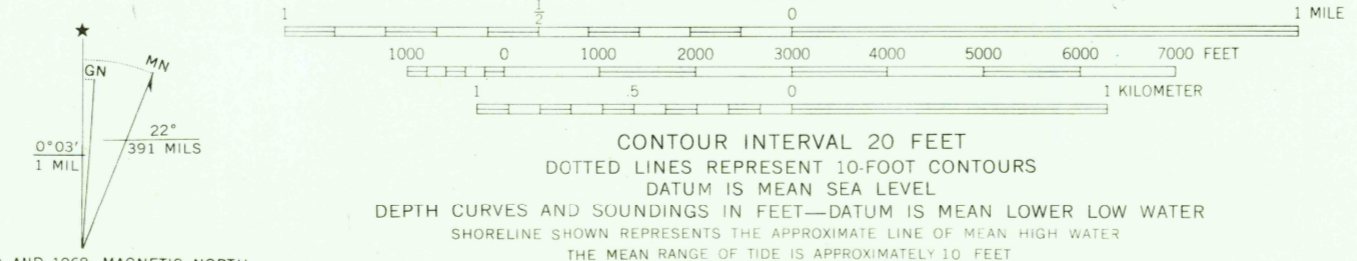 1 ½ 0 1 MILE
1000 0 1000 2000 3000 4000 5000 6000 7000 FEET
1 .5 0 1 KILOMETER
★
GN MN
0°03′ 22°
1 MIL 391 MILS
CONTOUR INTERVAL 20 FEET
DOTTED LINES REPRESENT 10-FOOT CONTOURS
DATUM IS MEAN SEA LEVEL
DEPTH CURVES AND SOUNDINGS IN FEET—DATUM IS MEAN LOWER LOW WATER
SHORELINE SHOWN REPRESENTS THE APPROXIMATE LINE OF MEAN HIGH WATER
THE MEAN RANGE OF TIDE IS APPROXIMATELY 10 FEET
MAGNETIC NORTH